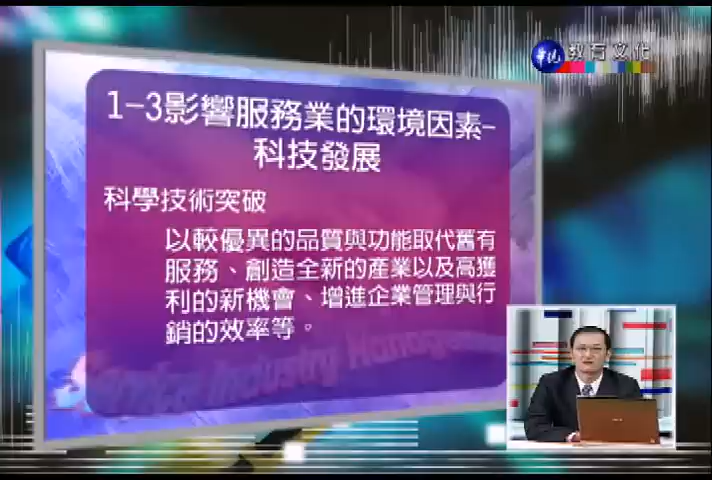 華視 教育文化
1-3影響服務業的環境因素-
科技發展
科學技術突破
以較優異的品質與功能取代舊有
服務、創造全新的產業以及高獲
利的新機會、增進企業管理與行
銷的效率等。
Service Industry Management